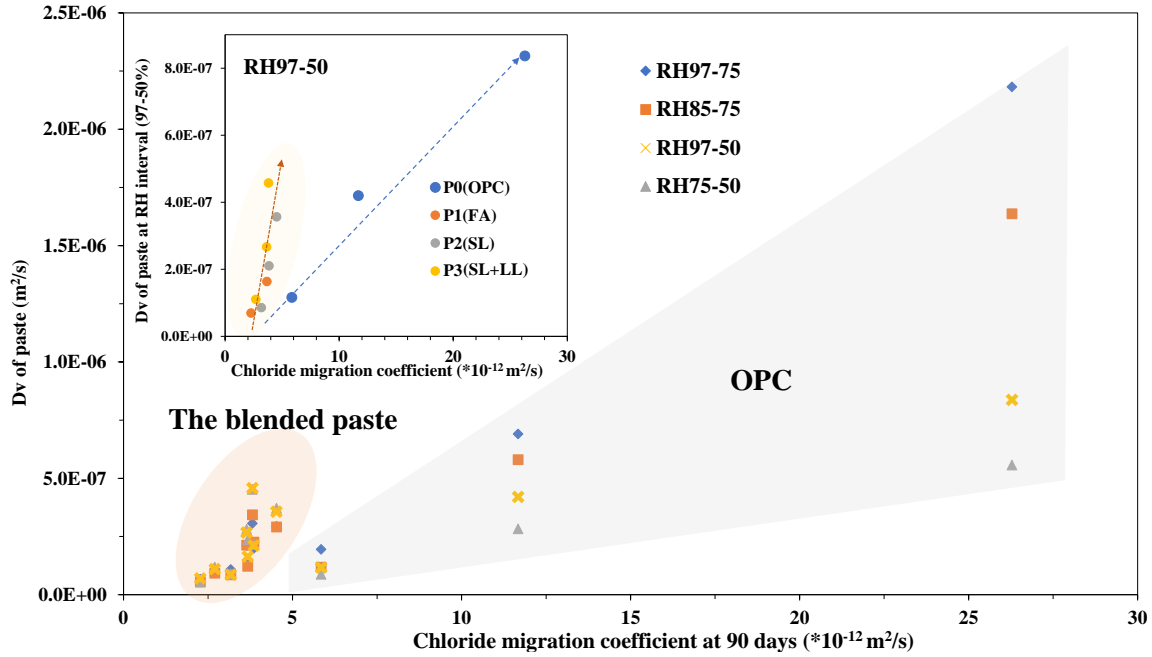 2.5E-06
2.0E-06
1.5E-06
1.0E-06
5.0E-07
0.0E+00
Dv of paste (m²/s)
0
5
10
15
20
25
30
Chloride migration coefficient at 90 days (*10⁻¹² m²/s)
RH97-50
8.0E-07
6.0E-07
4.0E-07
2.0E-07
0.0E+00
Dv of paste at RH interval (97-50%)
0
10
20
30
Chloride migration coefficient (*10⁻¹² m²/s)
P0(OPC)
P1(FA)
P2(SL)
P3(SL+LL)
RH97-75
RH85-75
RH97-50
RH75-50
The blended paste
OPC